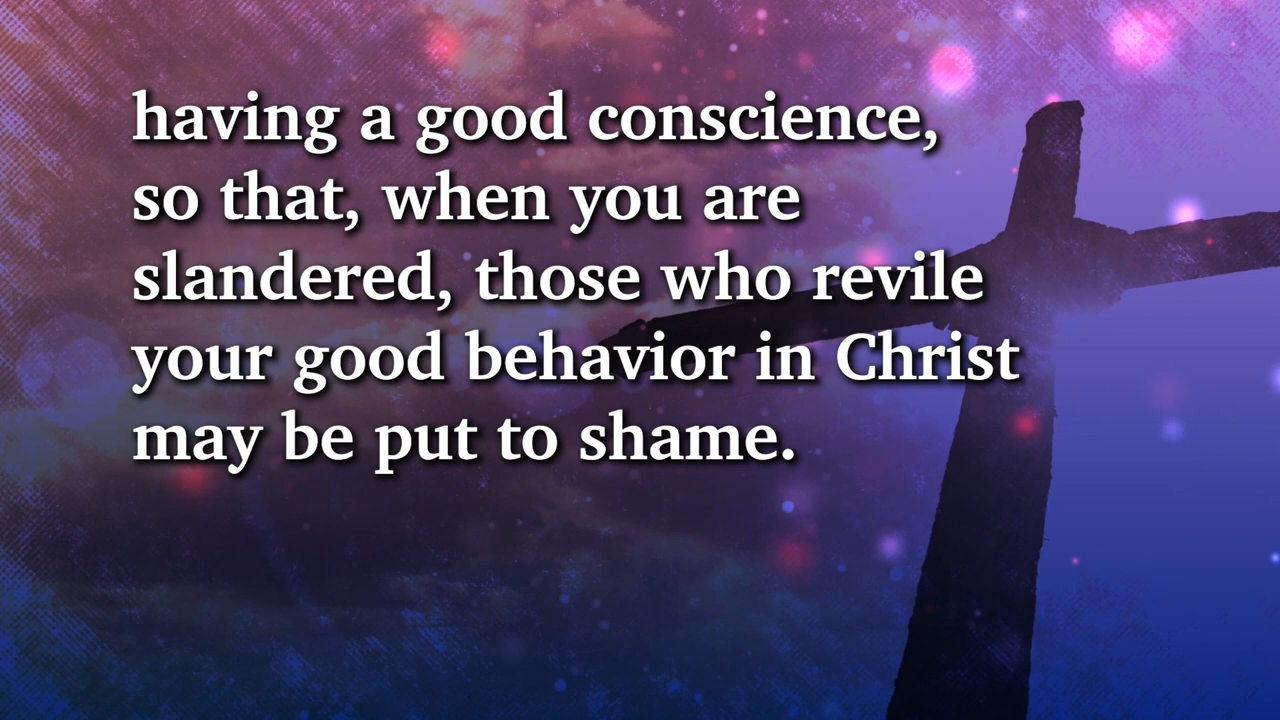 having a good conscience,
so that, when you are
slandered, those who revile
your good behavior in Christ
may be put to shame.